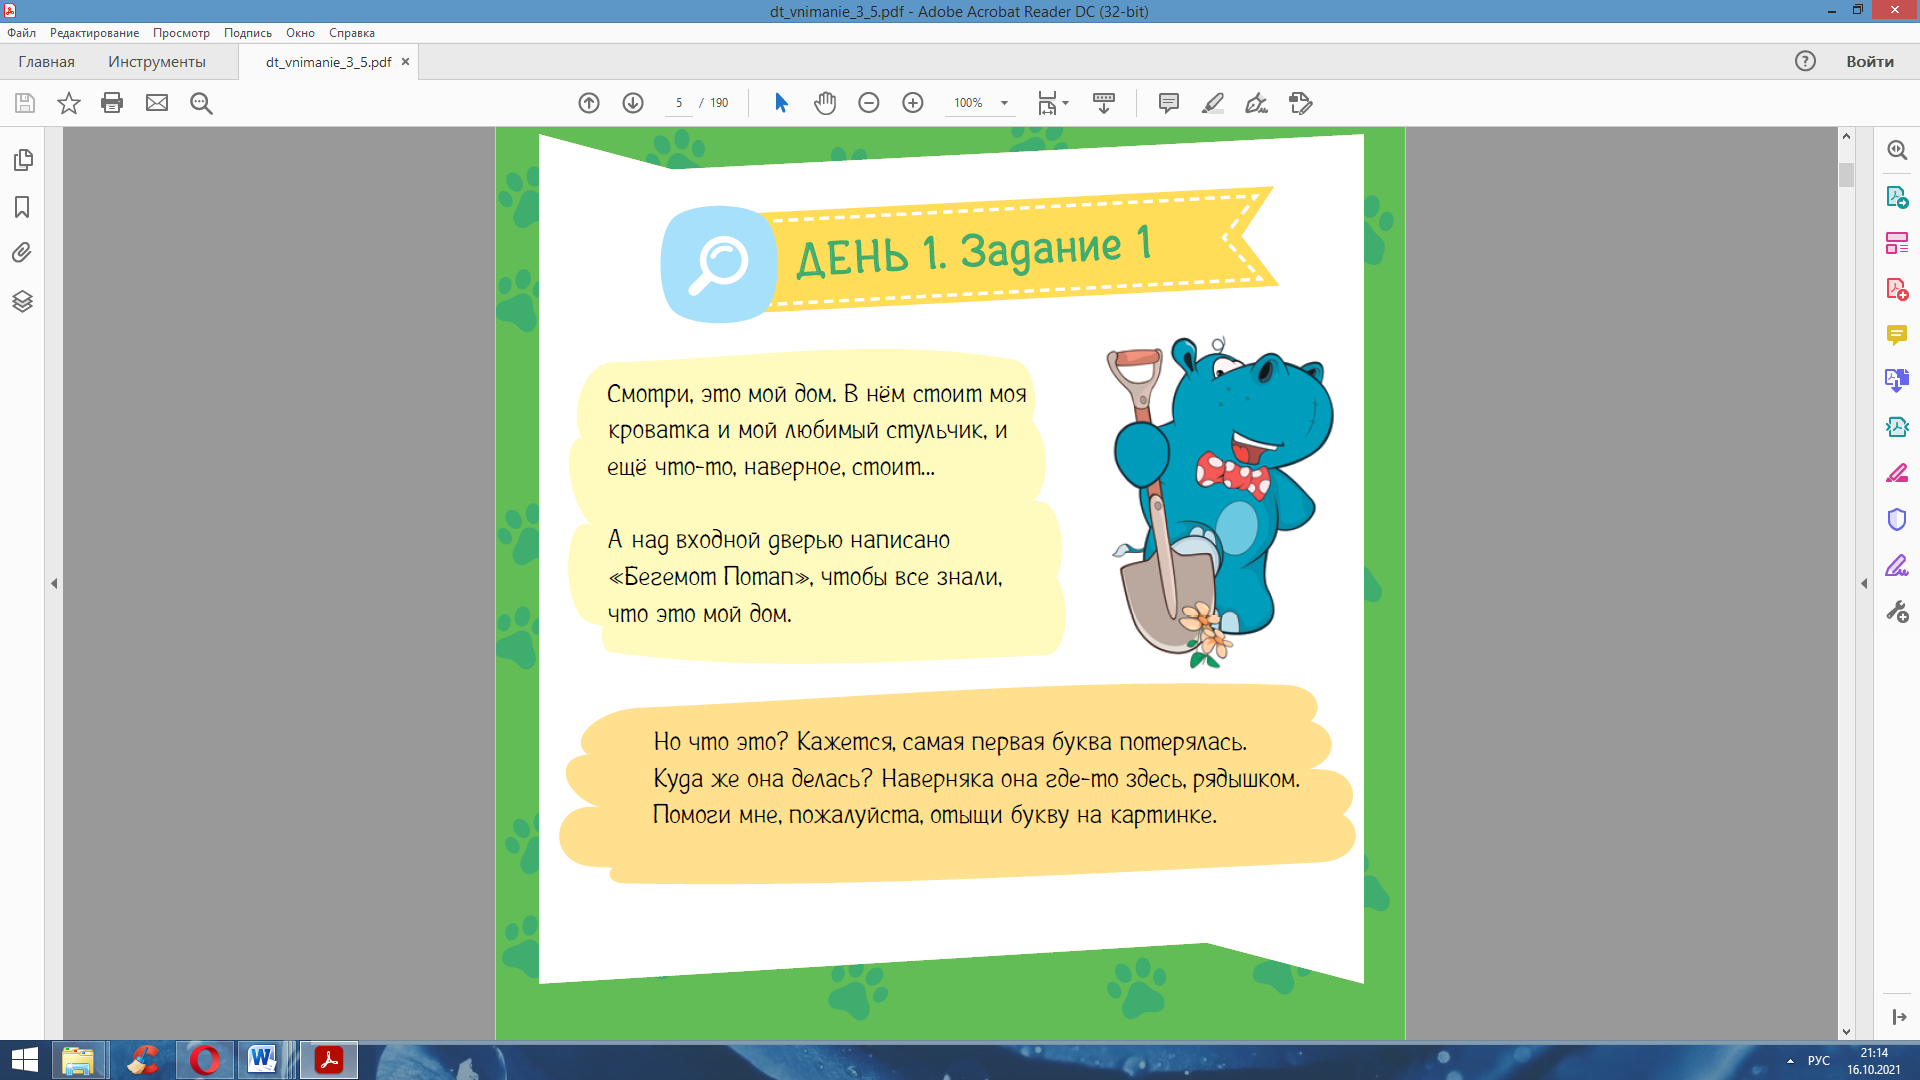 dt_vnimanie_3_5.pdf - Adobe Acrobat Reader DC (32-bit)
Файл Редактирование Просмотр Подпись Окно Справка
Главная Инструменты dt_vnimanie_3_5.pdf × Войти
5 / 190 100%
ДЕНЬ 1. Задание 1
Смотри, это мой дом. В нём стоит моя
кроватка и мой любимый стульчик, и
ещё что-то, наверное, стоит...
А над входной дверью написано
«Бегемот Потап», чтобы все знали,
что это мой дом.
Но что это? Кажется, самая первая буква потерялась.
Куда же она делась? Наверняка она где-то здесь, рядышком.
Помоги мне, пожалуйста, отыщи букву на картинке.
РУС
21:14
16.10.2021